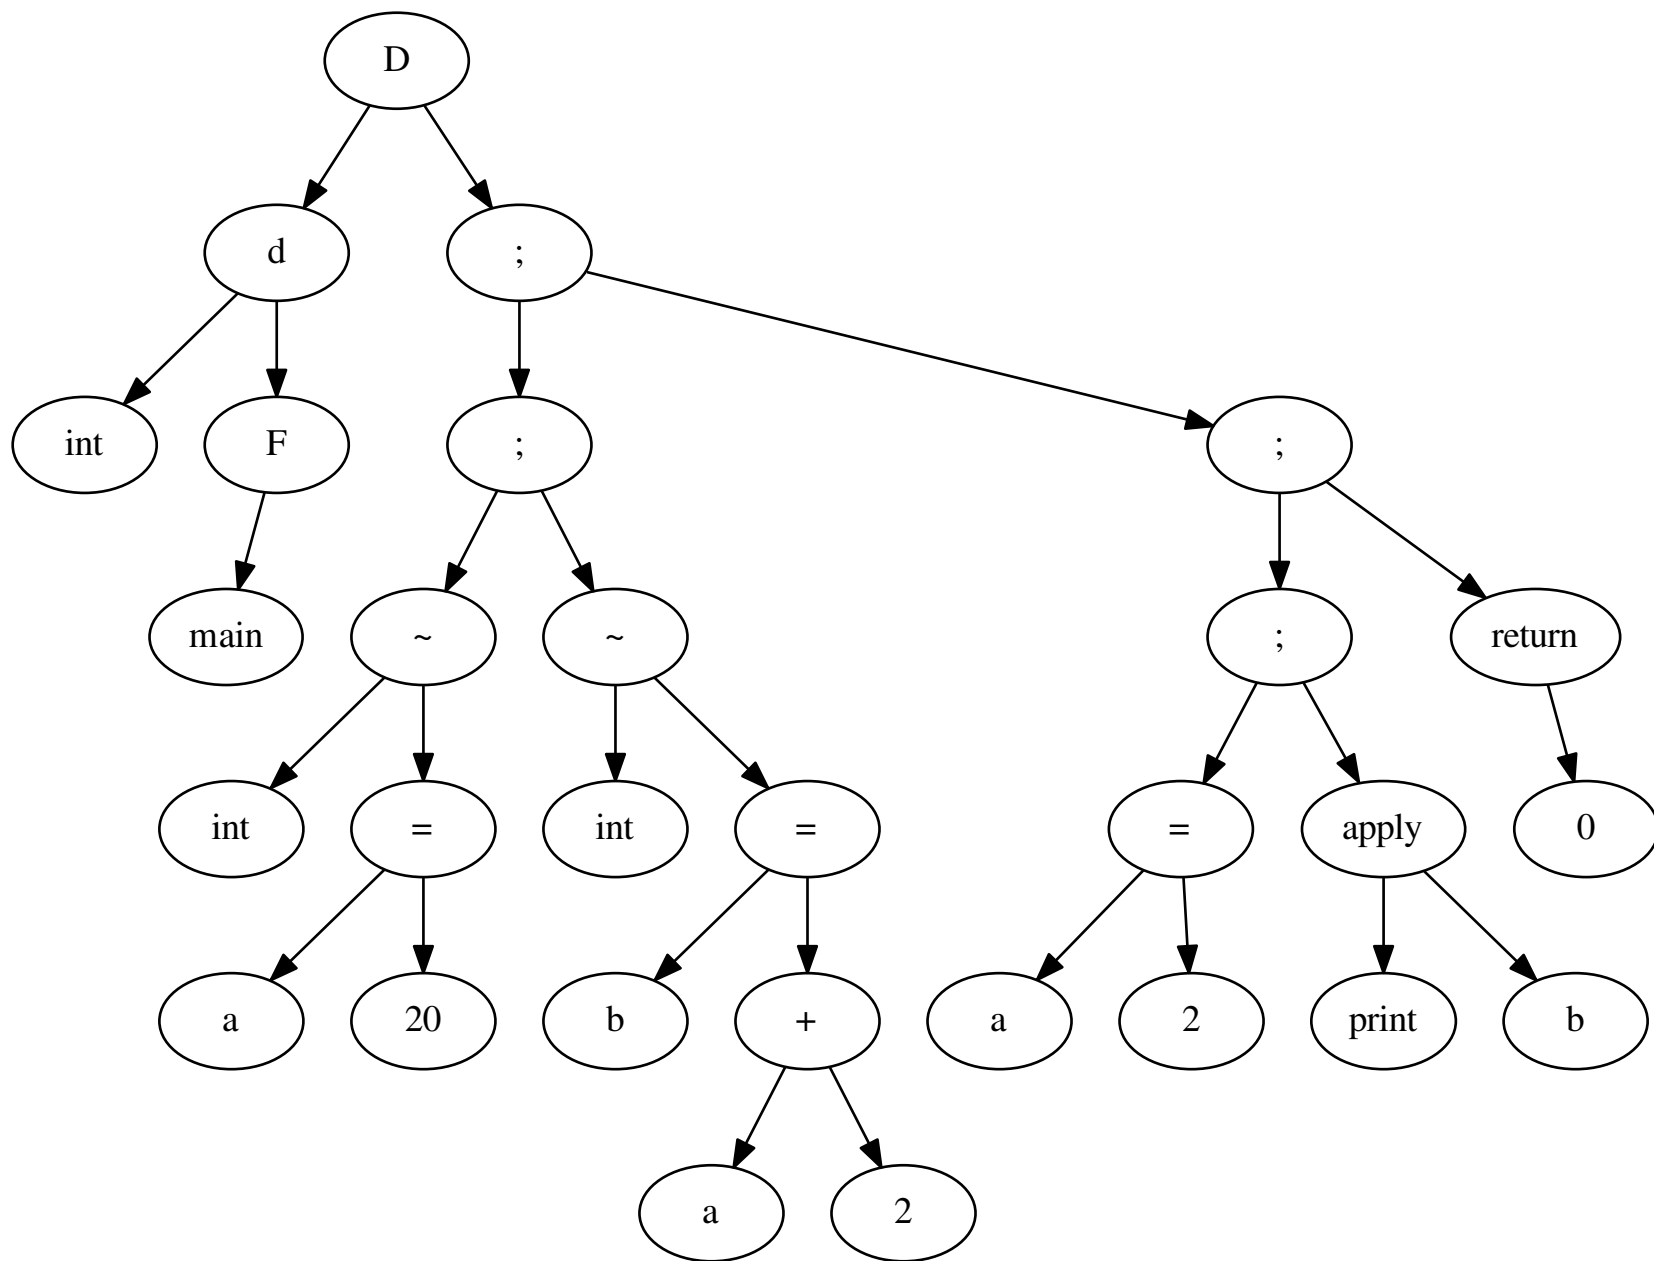 D
d ;
int F ; ;
main ~ ~ ; return
int = int = = apply 0
a 20 b + a 2 print b
a 2